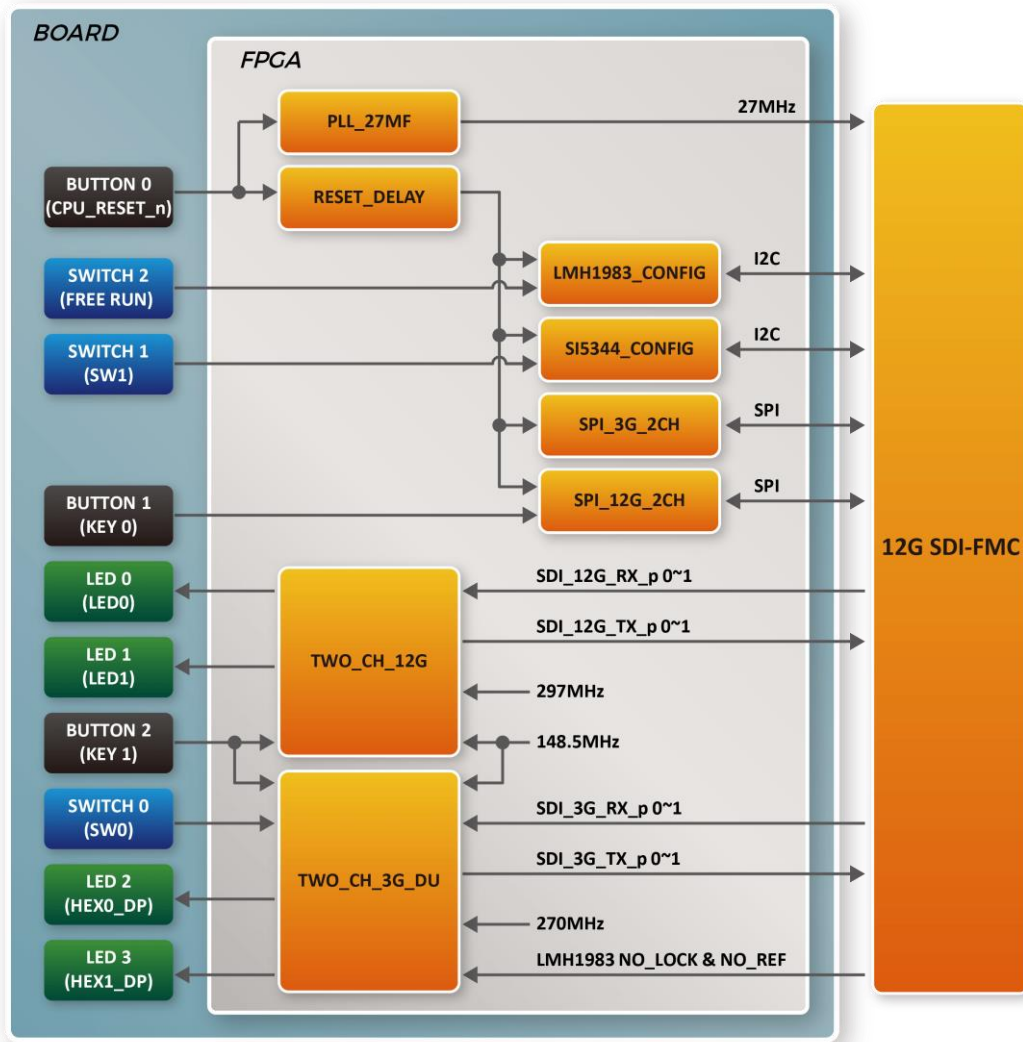 BOARD
FPGA
PLL_27MF
27MHz
BUTTON 0
(CPU_RESET_n)
RESET_DELAY
SWITCH 2
(FREE RUN)
LMH1983_CONFIG
I2C
SWITCH 1
(SW1)
SI5344_CONFIG
I2C
SPI_3G_2CH
SPI
BUTTON 1
(KEY 0)
SPI_12G_2CH
SPI
12G SDI-FMC
LED 0
(LED0)
SDI_12G_RX_p 0~1
SDI_12G_TX_p 0~1
LED 1
(LED1)
TWO_CH_12G
297MHz
BUTTON 2
(KEY 1)
148.5MHz
SWITCH 0
(SW0)
SDI_3G_RX_p 0~1
SDI_3G_TX_p 0~1
TWO_CH_3G_DU
LED 2
(HEX0_DP)
270MHz
LED 3
(HEX1_DP)
LMH1983 NO_LOCK & NO_REF